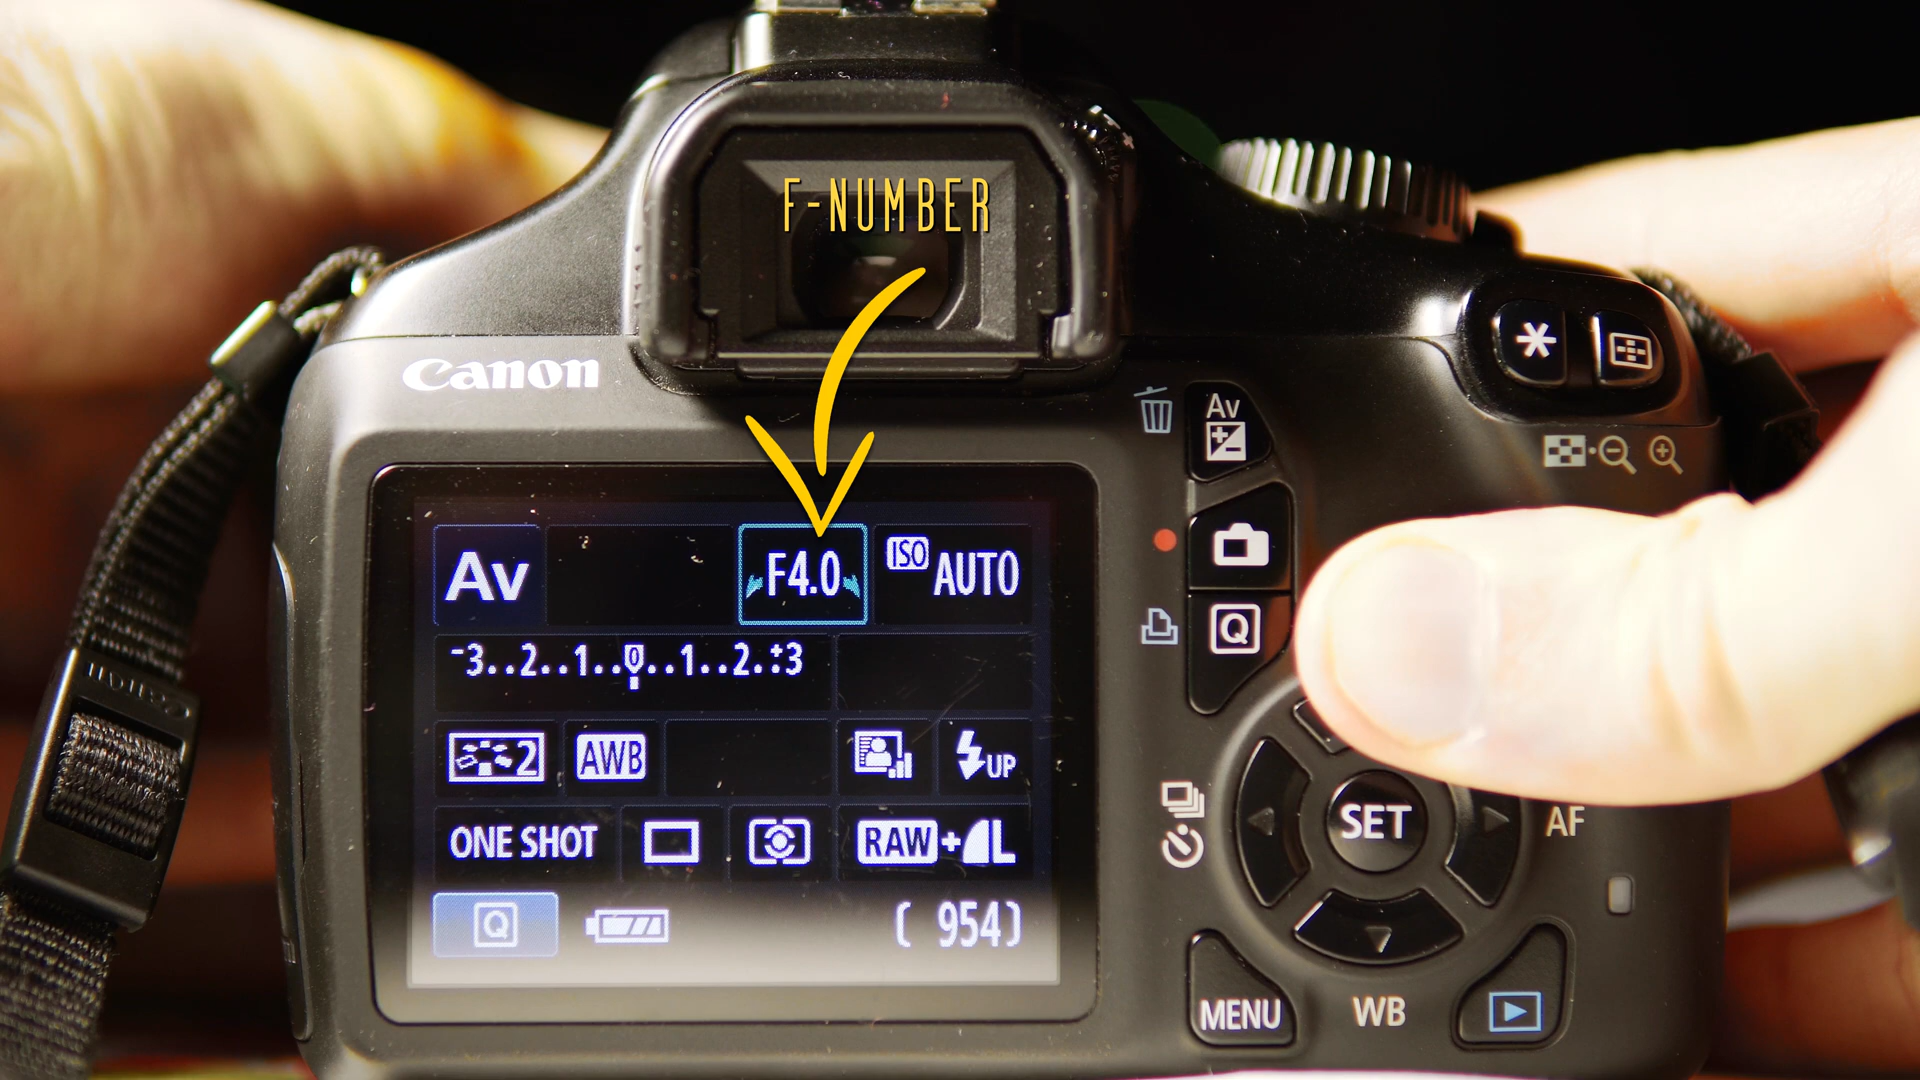 F-NUMBER
Canon
Av
Av
F4.0
ISO AUTO
-3..2..1..0..1..2.:+3
2
AWB
UP
ONE SHOT
RAW+L
Q
( 954)
Q
SET
AF
MENU
WB
Canon